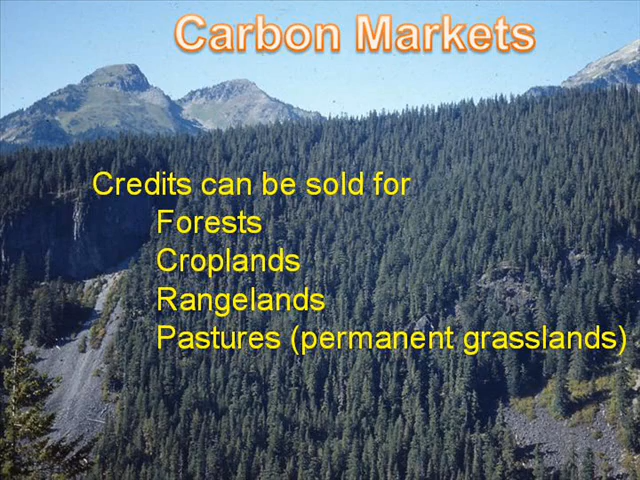 Carbon Markets
Credits can be sold for
Forests
Croplands
Rangelands
Pastures (permanent grasslands)